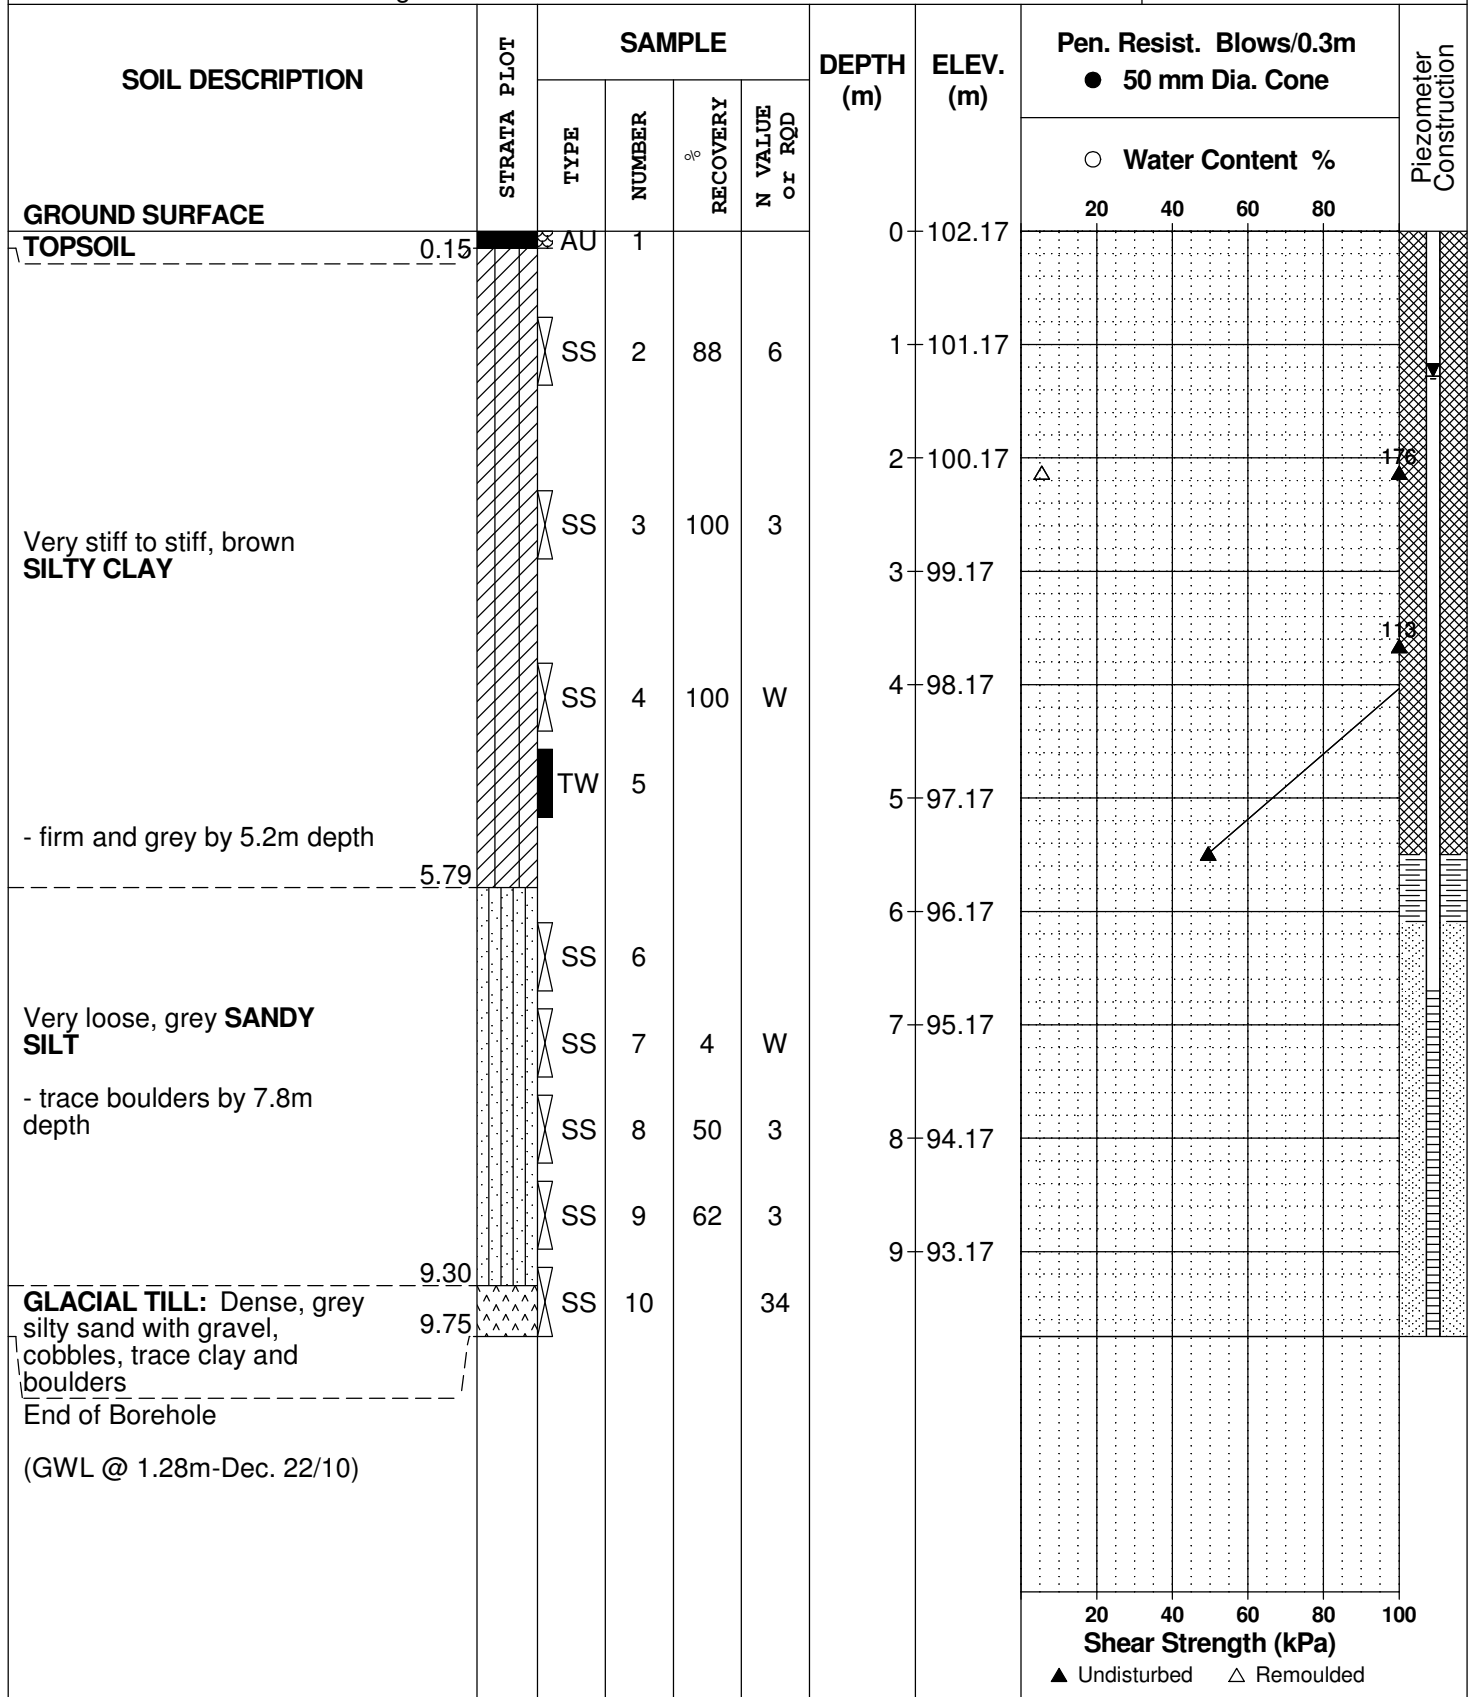 SOIL DESCRIPTION
STRATA PLOT
SAMPLE
TYPE
NUMBER
%
RECOVERY
N VALUE
or RQD
DEPTH
(m)
ELEV.
(m)
Pen. Resist. Blows/0.3m
● 50 mm Dia. Cone
○ Water Content %
Piezometer
Construction
20 40 60 80
GROUND SURFACE
0 102.17
TOPSOIL 0.15
AU 1
SS 2 88 6
1 101.17
2 100.17
176
SS 3 100 3
Very stiff to stiff, brown
SILTY CLAY
3 99.17
113
SS 4 100 W
4 98.17
TW 5
5 97.17
- firm and grey by 5.2m depth
5.79
6 96.17
SS 6
Very loose, grey SANDY
SILT
7 95.17
SS 7 4 W
- trace boulders by 7.8m
depth
SS 8 50 3
8 94.17
SS 9 62 3
9 93.17
9.30
GLACIAL TILL: Dense, grey
silty sand with gravel,
cobbles, trace clay and
boulders
9.75
SS 10 34
End of Borehole
(GWL @ 1.28m-Dec. 22/10)
20 40 60 80 100
Shear Strength (kPa)
▲ Undisturbed △ Remoulded